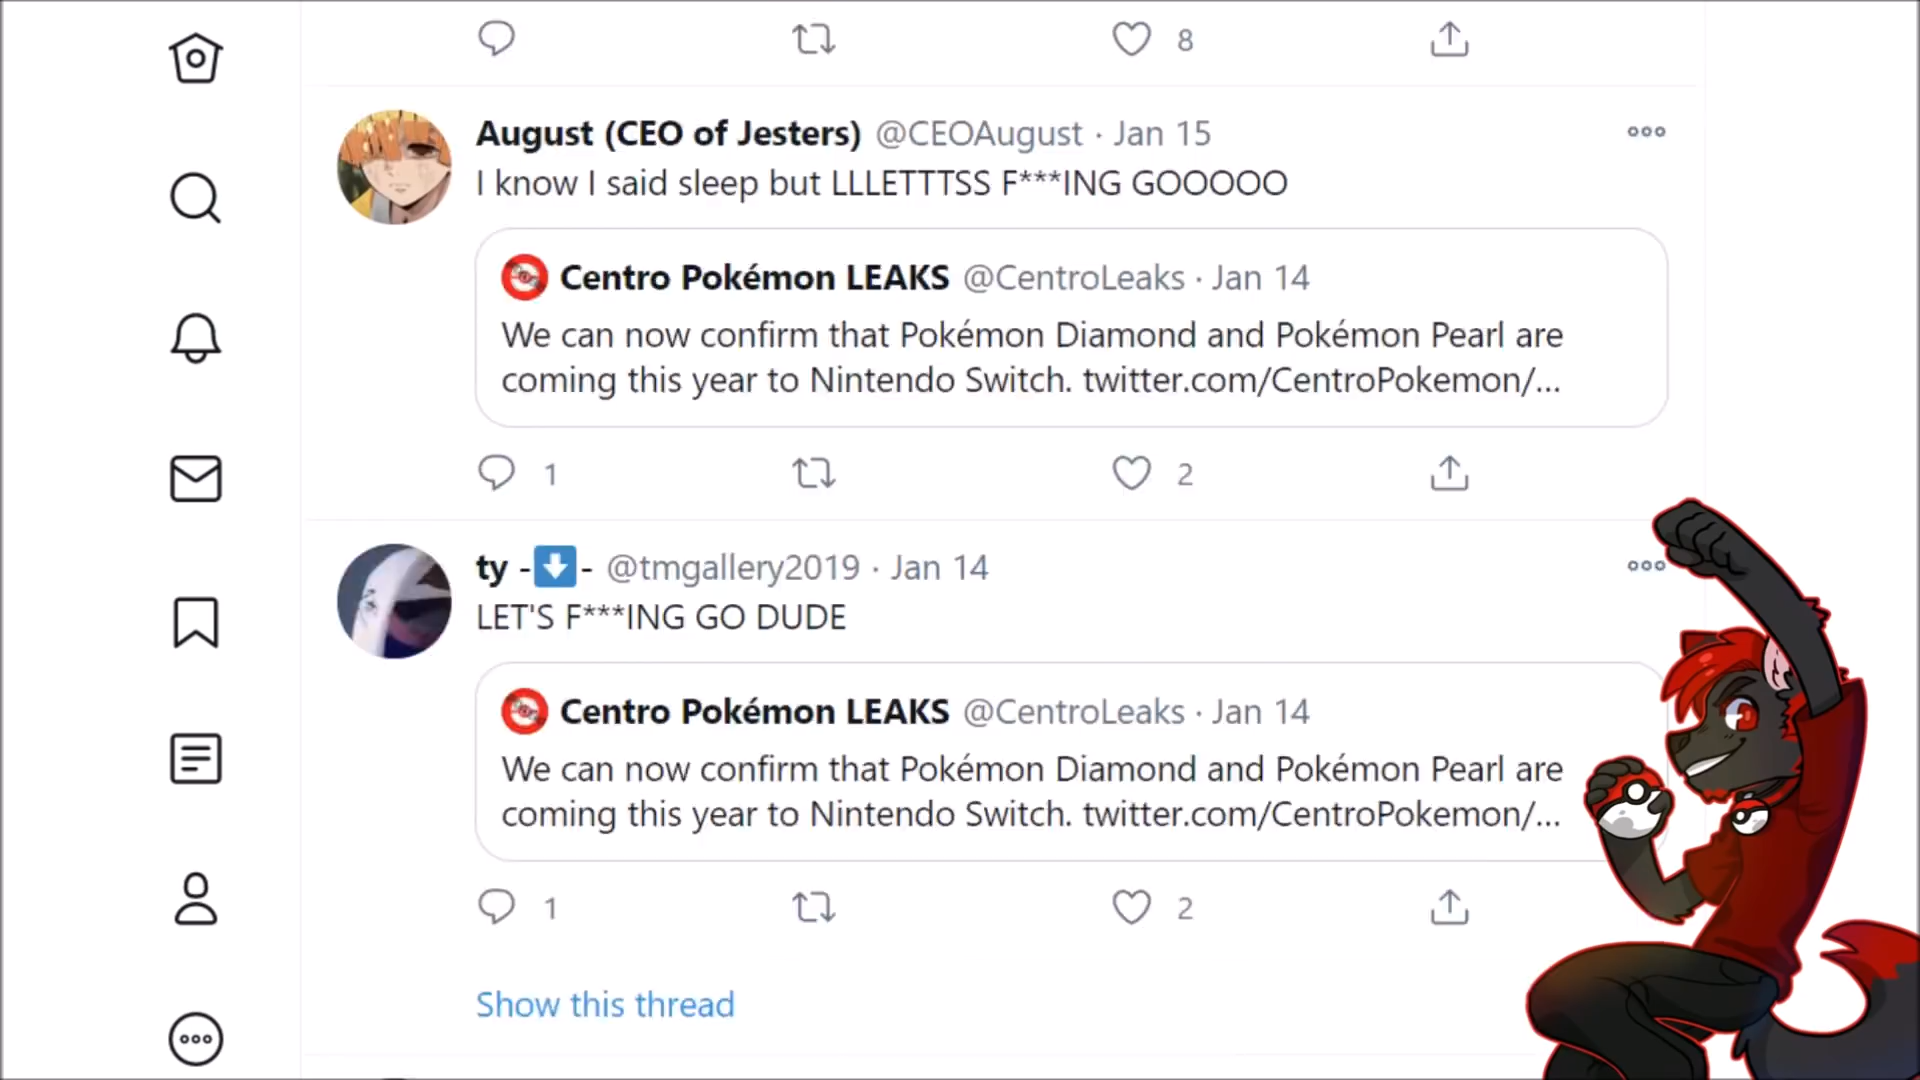 8
August (CEO of Jesters) @CEOAugust · Jan 15
I know I said sleep but LLLETTTSS F***ING GOOOOO
Centro Pokémon LEAKS @CentroLeaks · Jan 14
We can now confirm that Pokémon Diamond and Pokémon Pearl are
coming this year to Nintendo Switch. twitter.com/CentroPokemon/...
1 2
ty -⬇️- @tmgallery2019 · Jan 14
LET'S F***ING GO DUDE
Centro Pokémon LEAKS @CentroLeaks · Jan 14
We can now confirm that Pokémon Diamond and Pokémon Pearl are
coming this year to Nintendo Switch. twitter.com/CentroPokemon/...
1 2
Show this thread